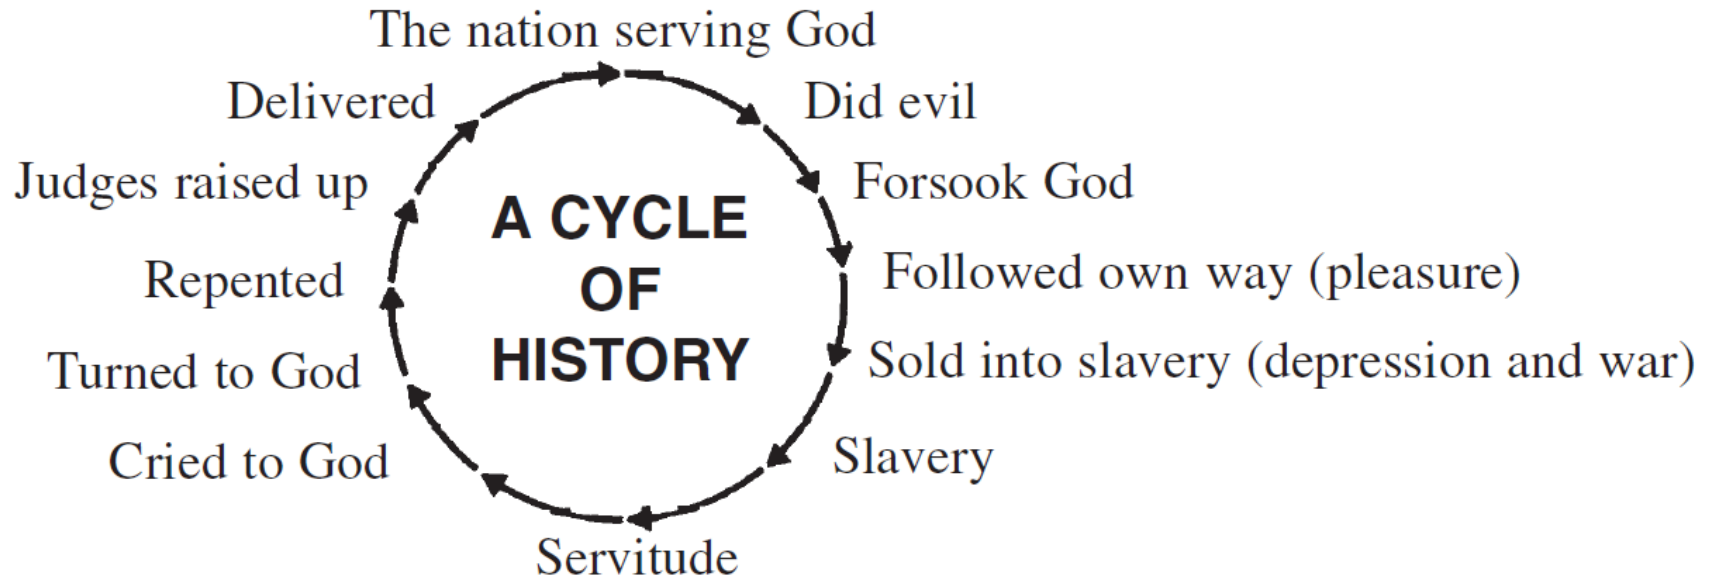 The nation serving God
Did evil
Forsook God
Followed own way (pleasure)
Sold into slavery (depression and war)
Slavery
Servitude
Cried to God
Turned to God
Repented
Judges raised up
Delivered
A CYCLE
OF
HISTORY